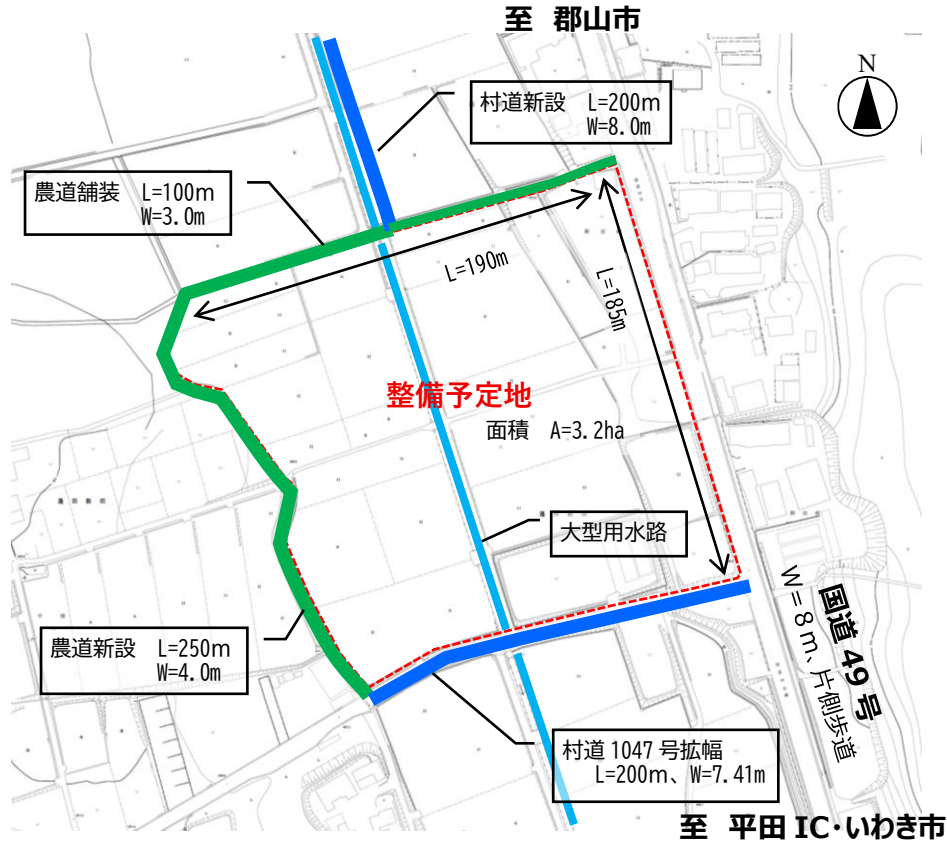 至 郡山市
N
村道新設 L=200m
W=8.0m
農道舗装 L=100m
W=3.0m
L=190m
L=185m
整備予定地
面積 A=3.2ha
大型用水路
農道新設 L=250m
W=4.0m
国道49号
W=8m、片側歩道
村道1047号拡幅
L=200m、W=7.41m
至 平田IC・いわき市